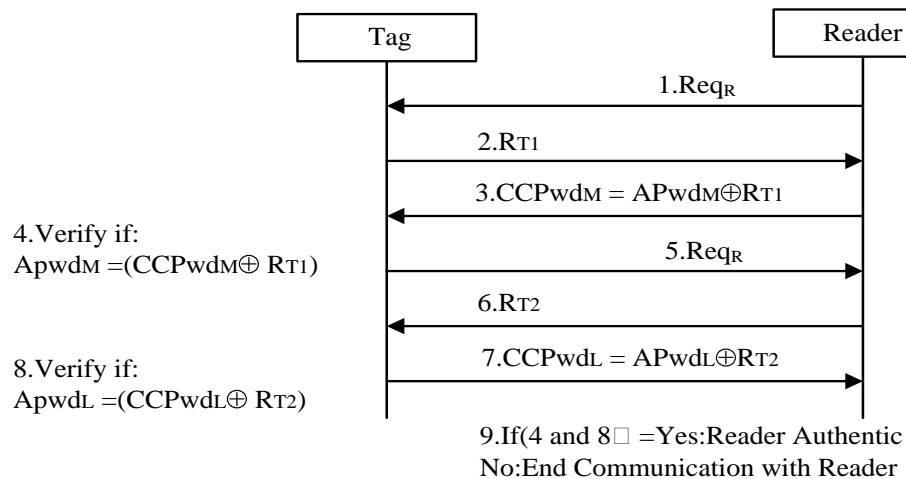 Tag
Reader
1.ReqR
2.RT1
3.CCPwdM = APwdM⊕RT1
4.Verify if:
ApwdM =(CCPwdM⊕ RT1)
5.ReqR
6.RT2
7.CCPwdL = APwdL⊕RT2
8.Verify if:
ApwdL =(CCPwdL⊕ RT2)
9.If(4 and 8□ =Yes:Reader Authentic
No:End Communication with Reader